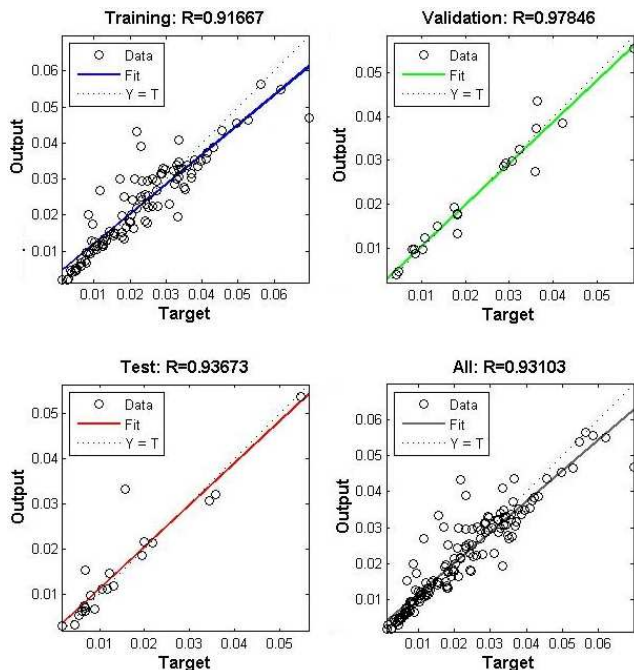 Training: R=0.91667
Output
0.06
0.05
0.04
0.03
0.02
0.01
Data
Fit
Y = T
0.01 0.02 0.03 0.04 0.05 0.06
Target
Validation: R=0.97846
Output
0.05
0.04
0.03
0.02
0.01
Data
Fit
Y = T
0.01 0.02 0.03 0.04 0.05
Target
Test: R=0.93673
Output
0.05
0.04
0.03
0.02
0.01
Data
Fit
Y = T
0.01 0.02 0.03 0.04 0.05
Target
All: R=0.93103
Output
0.06
0.05
0.04
0.03
0.02
0.01
Data
Fit
Y = T
0.01 0.02 0.03 0.04 0.05 0.06
Target